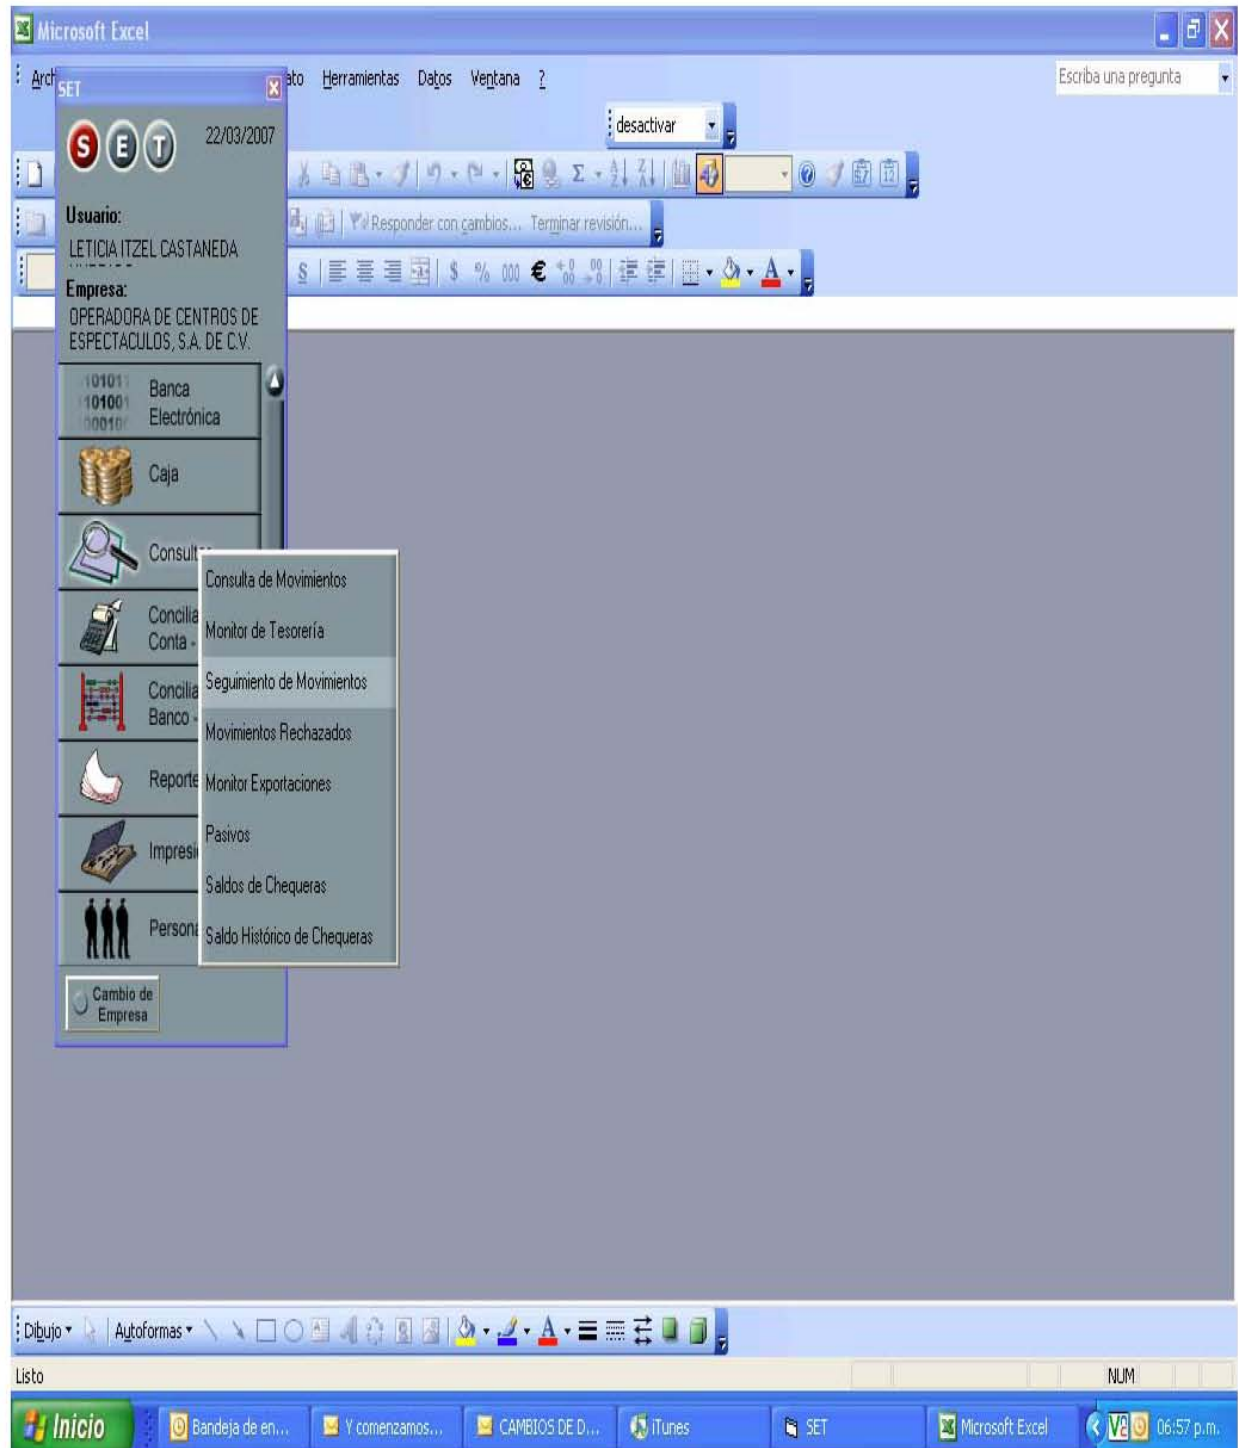 Microsoft Excel
Arch
ato Herramientas Datos Ventana ?
Escriba una pregunta
SET
desactivar
S E T
22/03/2007
Responder con cambios... Terminar revisión...
Usuario:
LETICIA ITZEL CASTANEDA
S $ % 000 €
Empresa:
OPERADORA DE CENTROS DE
ESPECTACULOS, S.A. DE C.V.
Banca
Electrónica
Caja
Consultas
Concilia
Conta -
Concilia
Banco -
Reporte
Impresi
Persona
Consulta de Movimientos
Monitor de Tesorería
Seguimiento de Movimientos
Movimientos Rechazados
Monitor Exportaciones
Pasivos
Saldos de Chequeras
Saldo Histórico de Chequeras
Cambio de
Empresa
Dibujo Autoformas
Listo
NUM
Inicio
Bandeja de en...
Y comenzamos...
CAMBIOS DE D...
iTunes
SET
Microsoft Excel
06:57 p.m.